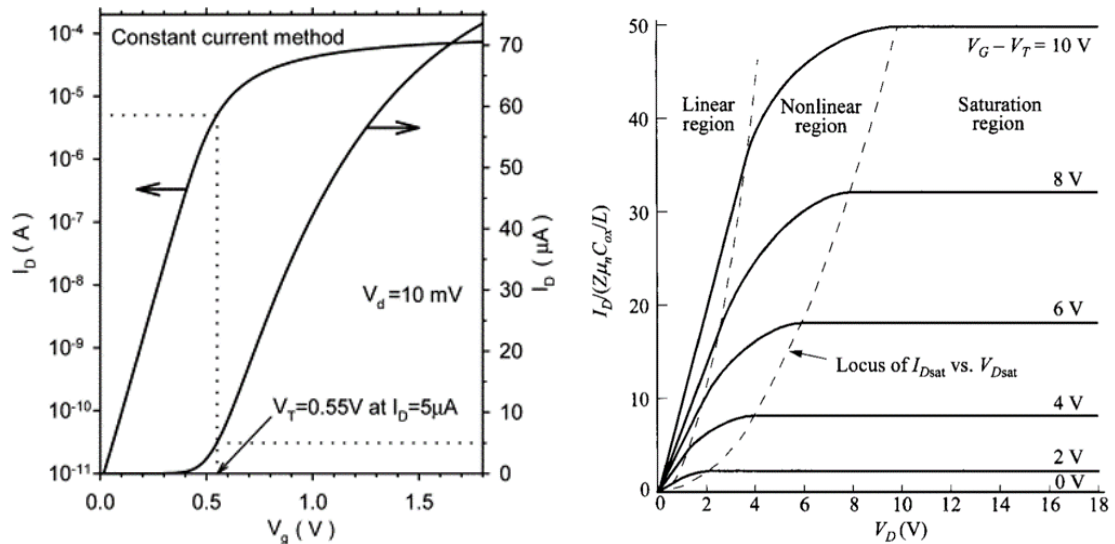 Constant current method
10⁻⁴
10⁻⁵
10⁻⁶
10⁻⁷
10⁻⁸
10⁻⁹
10⁻¹⁰
10⁻¹¹
I_D ( A )
0.0
0.5
1.0
1.5
V_g ( V )
70
60
50
40
30
20
10
0
I_D ( µA )
V_d =10 mV
V_T=0.55V at I_D=5µA
50
40
30
20
10
0
I_D/(Zμ_n C_ox/L)
V_G – V_T = 10 V
Linear
region
Nonlinear
region
Saturation
region
8 V
6 V
Locus of I_Dsat vs. V_Dsat
4 V
2 V
0 V
0
2
4
6
8
10
12
14
16
18
V_D (V)